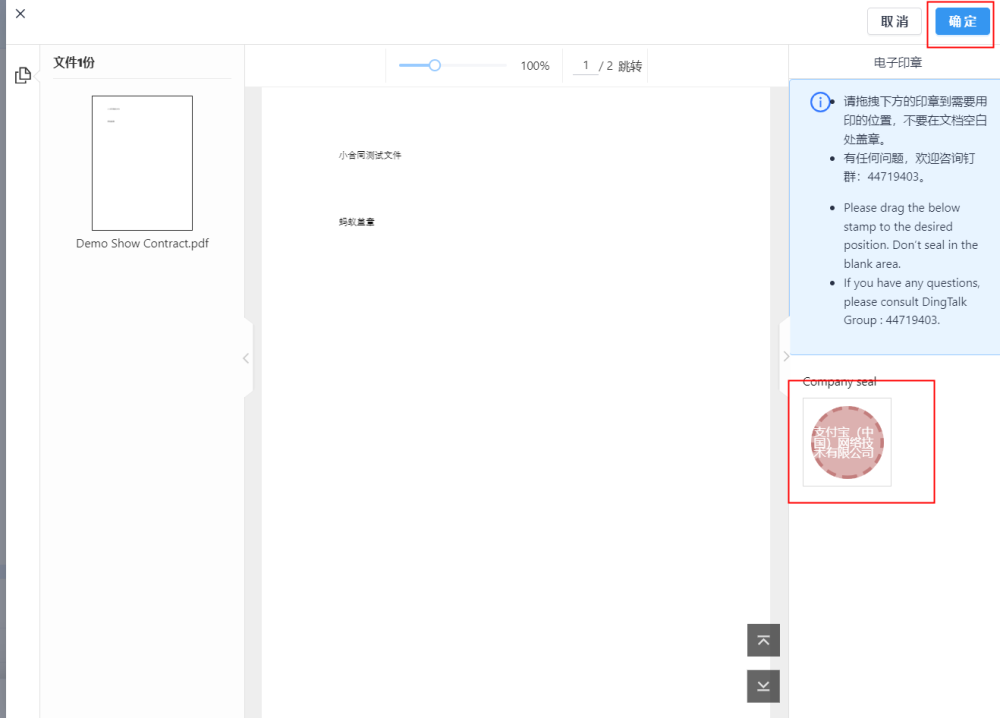 取 消
确 定
文件1份
100%
1 / 2 跳转
电子印章
Demo Show Contract.pdf
小合同测试文件
蚂蚁盖章
请拖拽下方的印章到需要用
印的位置，不要在文档空白
处盖章。
有任何问题，欢迎咨询钉
群：44719403。
Please drag the below
stamp to the desired
position. Don't seal in the
blank area.
If you have any questions,
please consult DingTalk
Group : 44719403.
Company seal
支付宝（中
国）网络技
术有限公司